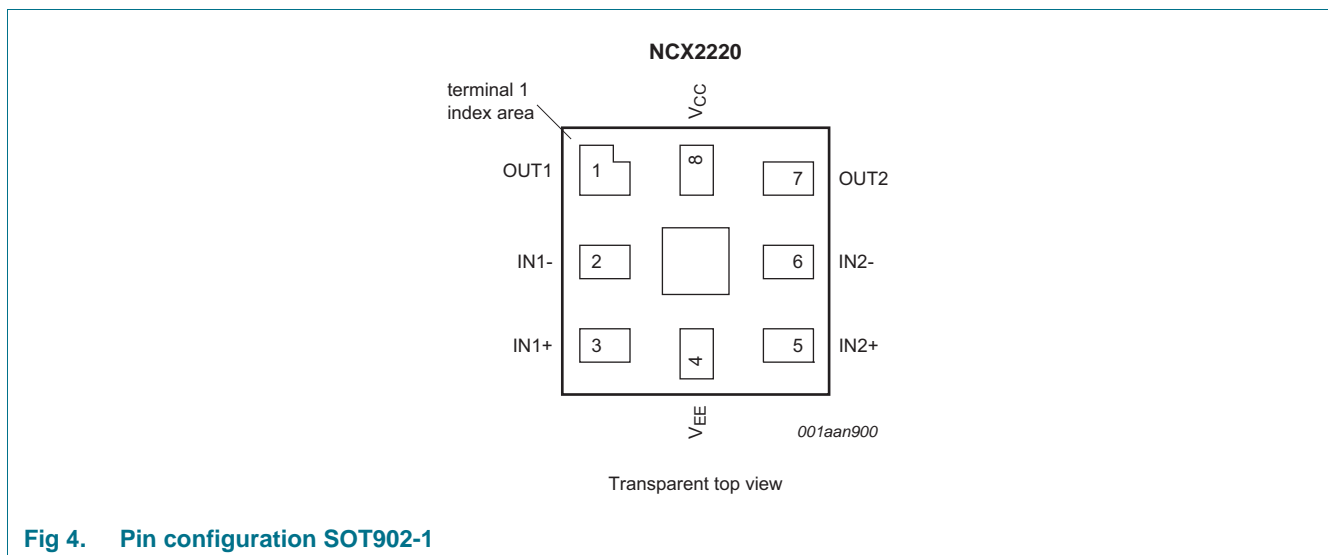 NCX2220
terminal 1
index area
VCC
OUT1
1
8
7
OUT2
IN1-
2
6
IN2-
IN1+
3
4
5
IN2+
VEE
001aan900
Transparent top view
Fig 4. Pin configuration SOT902-1